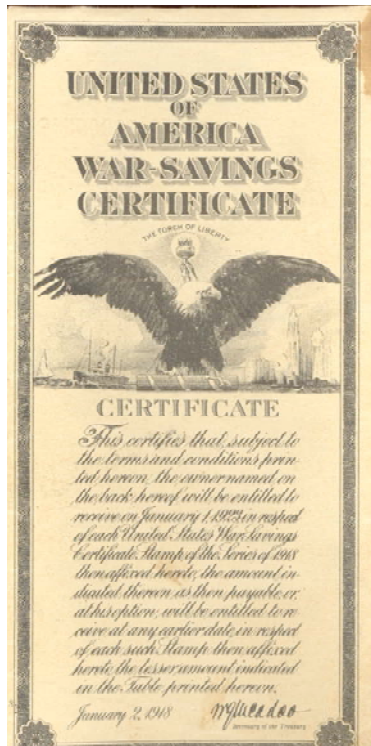 UNITED STATES
OF
AMERICA
WAR-SAVINGS
CERTIFICATE
THE TORCH OF LIBERTY
CERTIFICATE
This certifies that, subject to
the terms and conditions prin-
ted hereon, the owner named on
the back hereof will be entitled to
receive on January 1, in respect
of each United States War-Savings
Certificate Stamp of the Series of 1918
then affixed hereto, the amount in-
dicated thereon as then payable or,
at his option, will be entitled to re-
ceive at any earlier date in respect
of each such Stamp then affixed
hereto the lesser amount indicated
in the Table printed hereon.
January 2, 1918
W G McAdoo
Secretary of the Treasury